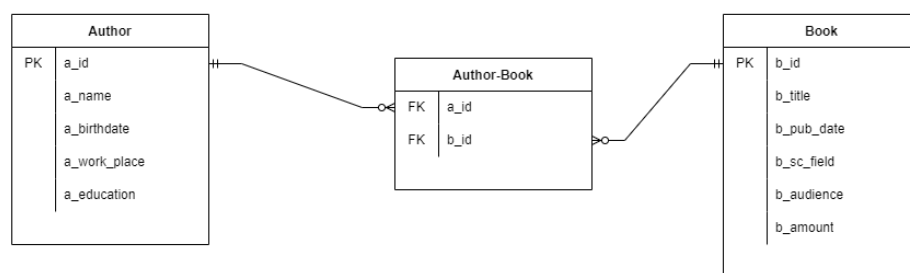 Author
PK a_id
a_name
a_birthdate
a_work_place
a_education
Author-Book
FK a_id
FK b_id
Book
PK b_id
b_title
b_pub_date
b_sc_field
b_audience
b_amount